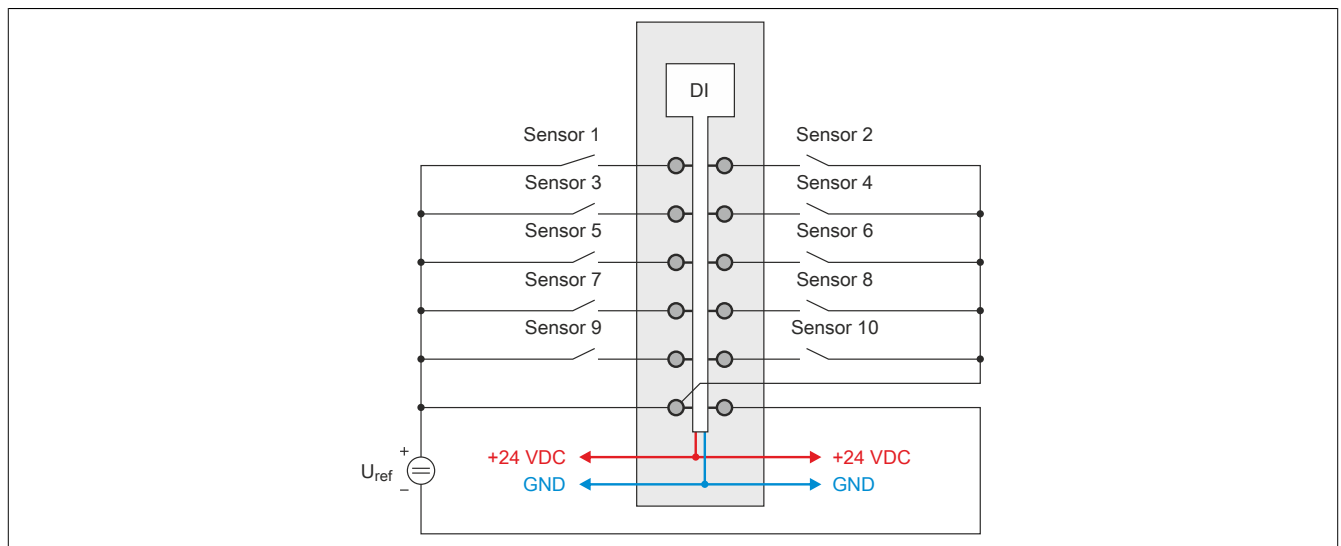 DI
Sensor 1 Sensor 2
Sensor 3 Sensor 4
Sensor 5 Sensor 6
Sensor 7 Sensor 8
Sensor 9 Sensor 10
+
Uref
−
+24 VDC +24 VDC
GND GND